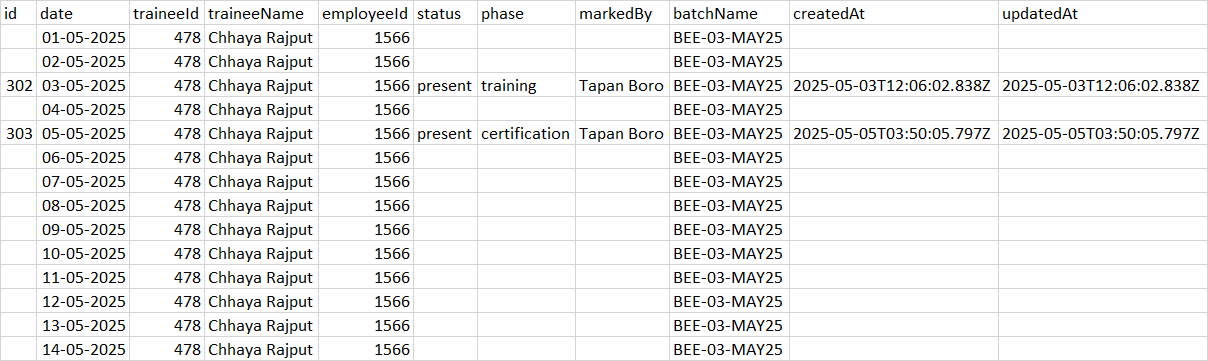 id date traineeId traineeName employeeId status phase markedBy batchName createdAt updatedAt
01-05-2025 478 Chhaya Rajput 1566 BEE-03-MAY25
02-05-2025 478 Chhaya Rajput 1566 BEE-03-MAY25
302 03-05-2025 478 Chhaya Rajput 1566 present training Tapan Boro BEE-03-MAY25 2025-05-03T12:06:02.838Z 2025-05-03T12:06:02.838Z
04-05-2025 478 Chhaya Rajput 1566 BEE-03-MAY25
303 05-05-2025 478 Chhaya Rajput 1566 present certification Tapan Boro BEE-03-MAY25 2025-05-05T03:50:05.797Z 2025-05-05T03:50:05.797Z
06-05-2025 478 Chhaya Rajput 1566 BEE-03-MAY25
07-05-2025 478 Chhaya Rajput 1566 BEE-03-MAY25
08-05-2025 478 Chhaya Rajput 1566 BEE-03-MAY25
09-05-2025 478 Chhaya Rajput 1566 BEE-03-MAY25
10-05-2025 478 Chhaya Rajput 1566 BEE-03-MAY25
11-05-2025 478 Chhaya Rajput 1566 BEE-03-MAY25
12-05-2025 478 Chhaya Rajput 1566 BEE-03-MAY25
13-05-2025 478 Chhaya Rajput 1566 BEE-03-MAY25
14-05-2025 478 Chhaya Rajput 1566 BEE-03-MAY25